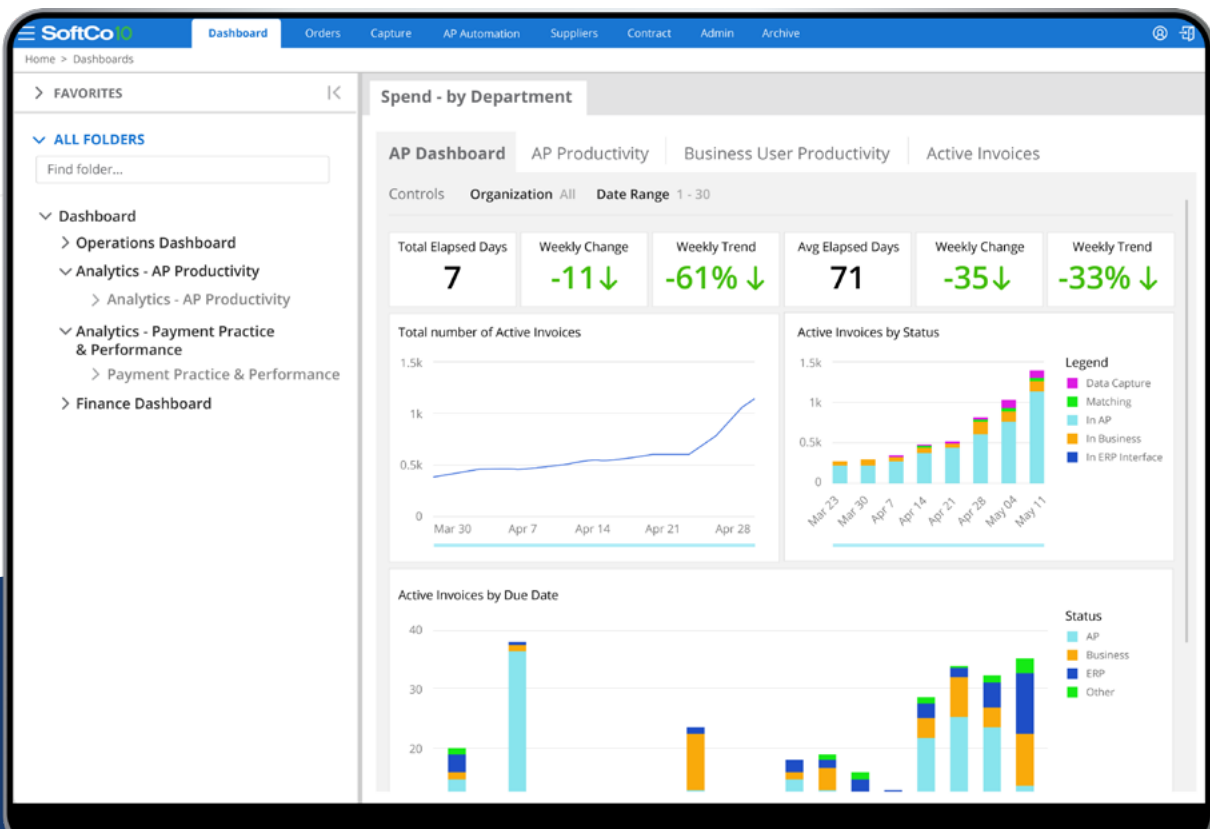 SoftCo10
Dashboard Orders Capture AP Automation Suppliers Contract Admin Archive
Home > Dashboards
FAVORITES
ALL FOLDERS
Find folder...
Dashboard
Operations Dashboard
Analytics - AP Productivity
Analytics - AP Productivity
Analytics - Payment Practice
& Performance
Payment Practice & Performance
Finance Dashboard
Spend - by Department
AP Dashboard AP Productivity Business User Productivity Active Invoices
Controls Organization All Date Range 1 - 30
Total Elapsed Days
7
Weekly Change
-11↓
Weekly Trend
-61% ↓
Avg Elapsed Days
71
Weekly Change
-35↓
Weekly Trend
-33% ↓
Total number of Active Invoices
1.5k
1k
0.5k
0
Mar 30 Apr 7 Apr 14 Apr 21 Apr 28
Active Invoices by Status
1.5k
1k
0.5k
0
Mar 23 Mar 30 Apr 7 Apr 14 Apr 21 Apr 28 May 04 May 11
Legend
Data Capture
Matching
In AP
In Business
In ERP Interface
Active Invoices by Due Date
40
30
20
Status
AP
Business
ERP
Other